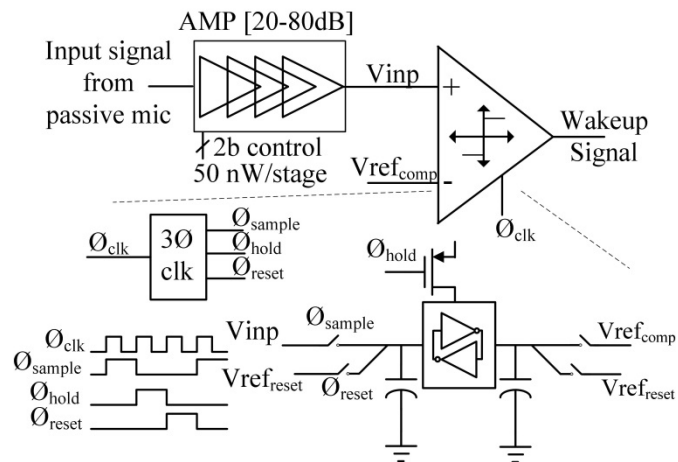 AMP [20-80dB]
Input signal
from
passive mic
Vinp
+
2b control
50 nW/stage
Vref_comp
-
Wakeup
Signal
Ø_clk
Ø_clk
3Ø
clk
Ø_sample
Ø_hold
Ø_reset
Ø_hold
Ø_clk
Ø_sample
Ø_hold
Ø_reset
Vinp
Ø_sample
Vref_reset
Ø_reset
Vref_comp
Vref_reset